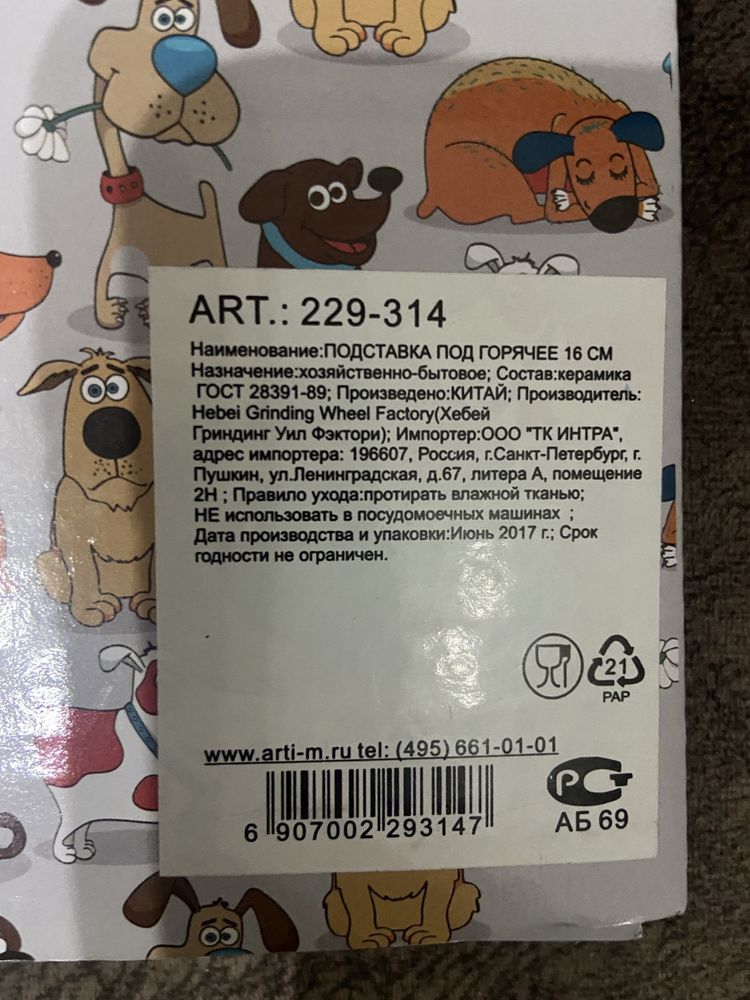 ART.: 229-314
Наименование:ПОДСТАВКА ПОД ГОРЯЧЕЕ 16 СМ
Назначение:хозяйственно-бытовое; Состав:керамика
ГОСТ 28391-89; Произведено:КИТАЙ; Производитель:
Hebei Grinding Wheel Factory(Хебей
Гриндинг Уил Фэктори); Импортер:ООО "ТК ИНТРА",
адрес импортера: 196607, Россия, г.Санкт-Петербург, г.
Пушкин, ул.Ленинградская, д.67, литера А, помещение
2Н ; Правило ухода:протирать влажной тканью;
НЕ использовать в посудомоечных машинах ;
Дата производства и упаковки:Июнь 2017 г.; Срок
годности не ограничен.
21
PAP
www.arti-m.ru tel: (495) 661-01-01
6 907002 293147
РСТ
АБ 69